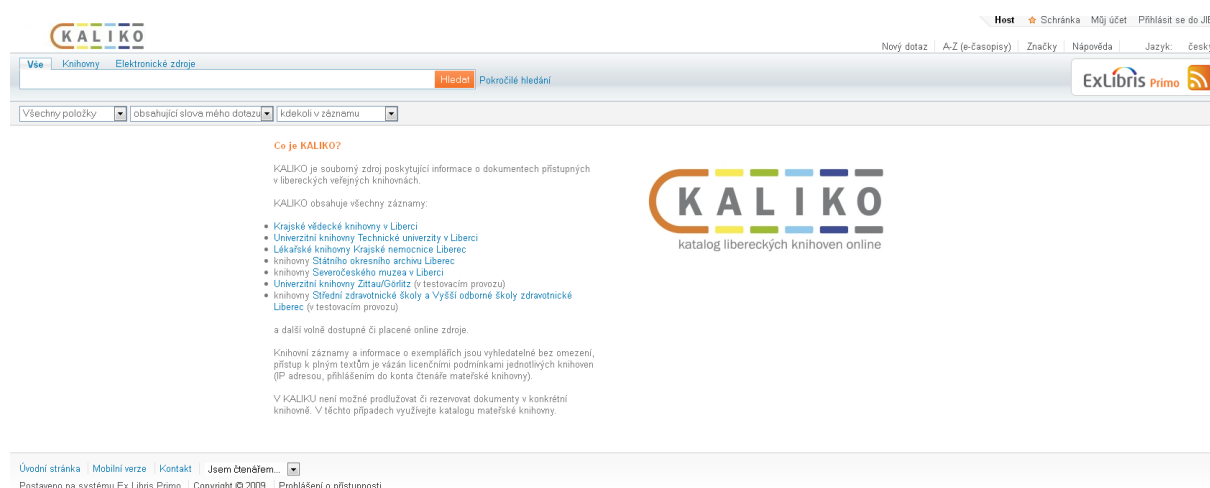 KALIKO
Host Schránka Můj účet Přihlásit se do
Nový dotaz A-Z (e-časopisy) Značky Nápověda Jazyk:
Vše Knihovny Elektronické zdroje
Hledat Pokročilé hledání
ExLibris Primo
Všechny položky obsahující slova mého dotazu kdekoli v záznamu
Co je KALIKO?
KALIKO je souborný zdroj poskytující informace o dokumentech přístupných
v libereckých veřejných knihovnách.
KALIKO obsahuje všechny záznamy:
Krajské vědecké knihovny v Liberci
Univerzitní knihovny Technické univerzity v Liberci
Lékařské knihovny Krajské nemocnice Liberec
knihovny Státního okresního archivu Liberec
knihovny Severočeského muzea v Liberci
Univerzitní knihovny Zittau/Görlitz (v testovacím provozu)
knihovny Střední zdravotnické školy a Vyšší odborné školy zdravotnické
Liberec (v testovacím provozu)
a další volně dostupné či placené online zdroje.
Knihovní záznamy a informace o exemplářích jsou vyhledatelné bez omezení,
přístup k plným textům je vázán licenčními podmínkami jednotlivých knihoven
(IP adresou, přihlášením do konta čtenáře mateřské knihovny).
V KALIKU není možné prodlužovat či rezervovat dokumenty v konkrétní
knihovně. V těchto případech využívejte katalogu mateřské knihovny.
KALIKO
katalog libereckých knihoven online
Úvodní stránka Mobilní verze Kontakt Jsem čtenářem...
Postaveno na systému Ex Libris Primo Copyright © 2009 Prohlášení o přístupnosti